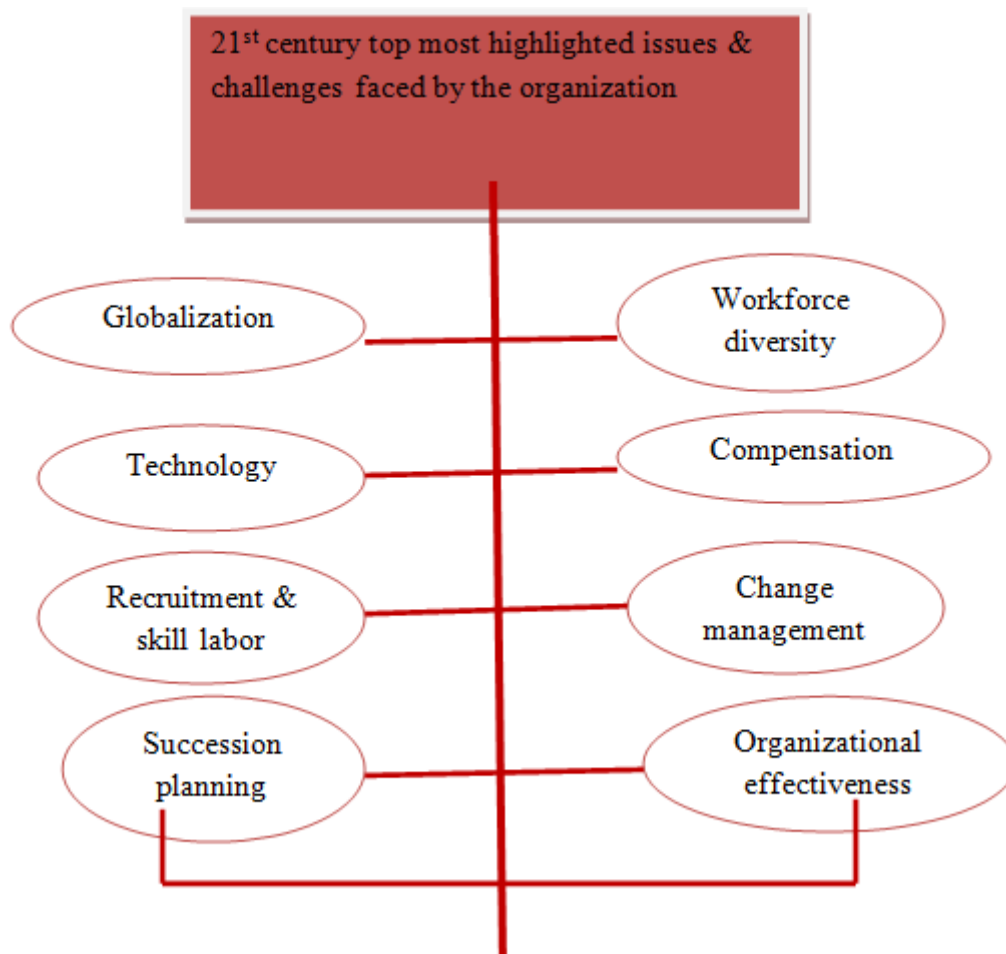 21st century top most highlighted issues &
challenges faced by the organization
Globalization
Workforce
diversity
Technology
Compensation
Recruitment &
skill labor
Change
management
Succession
planning
Organizational
effectiveness